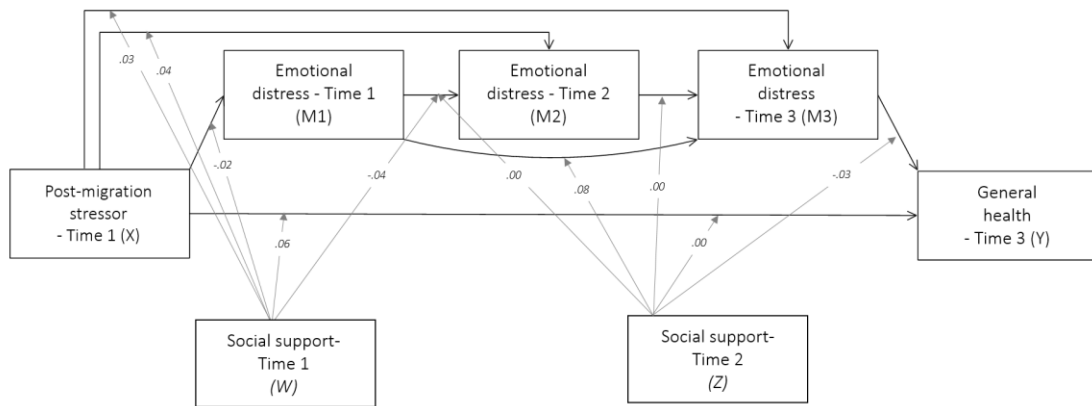 Emotional
distress - Time 1
(M1)
Emotional
distress - Time 2
(M2)
Emotional
distress
- Time 3 (M3)
.03
.04
-.02
-.04
.00
.08
.00
-.03
Post-migration
stressor
- Time 1 (X)
General
health
- Time 3 (Y)
.06
.00
Social support-
Time 1
(W)
Social support-
Time 2
(Z)